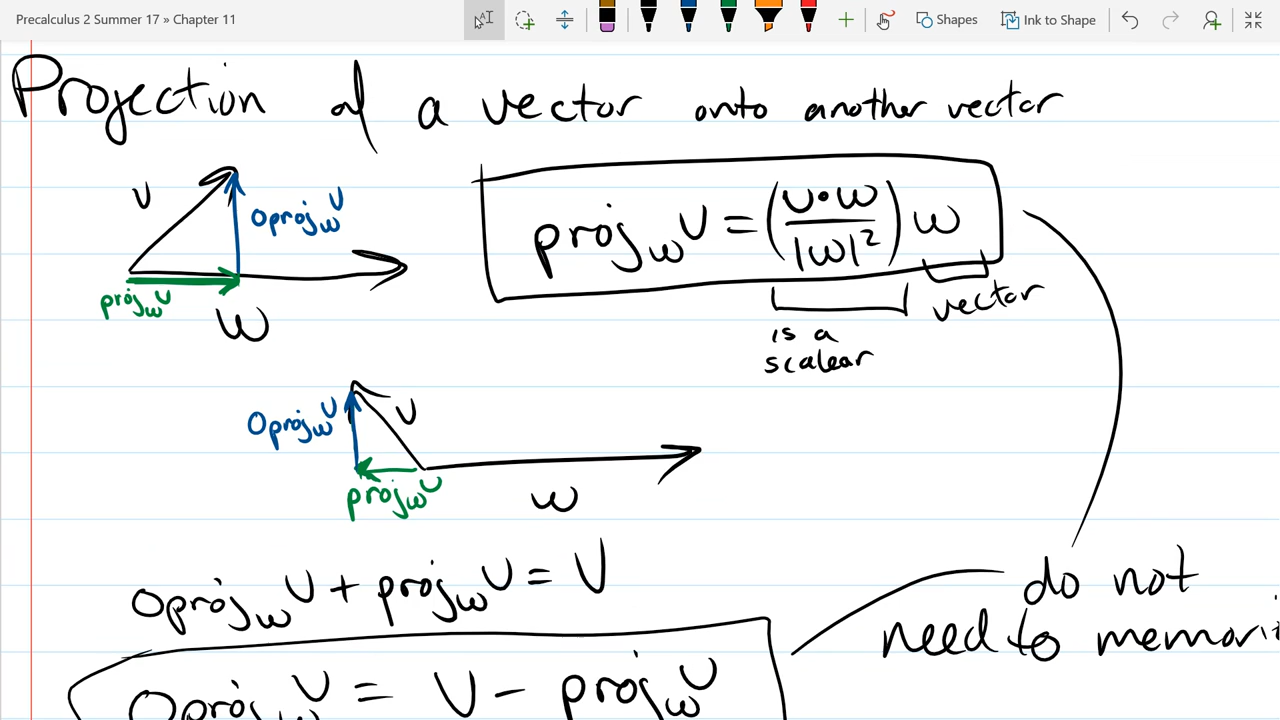 Precalculus 2 Summer 17 » Chapter 11
Shapes
Ink to Shape
Projection of a vector onto another vector
v
oproj_w v
proj_w v
w
proj_w v = (v•w / |w|²) w
is a
scalear
vector
oproj_w v
v
proj_w v
w
oproj_w v + proj_w v = v
do not
need to memori
oproj_w v = v - proj_w v